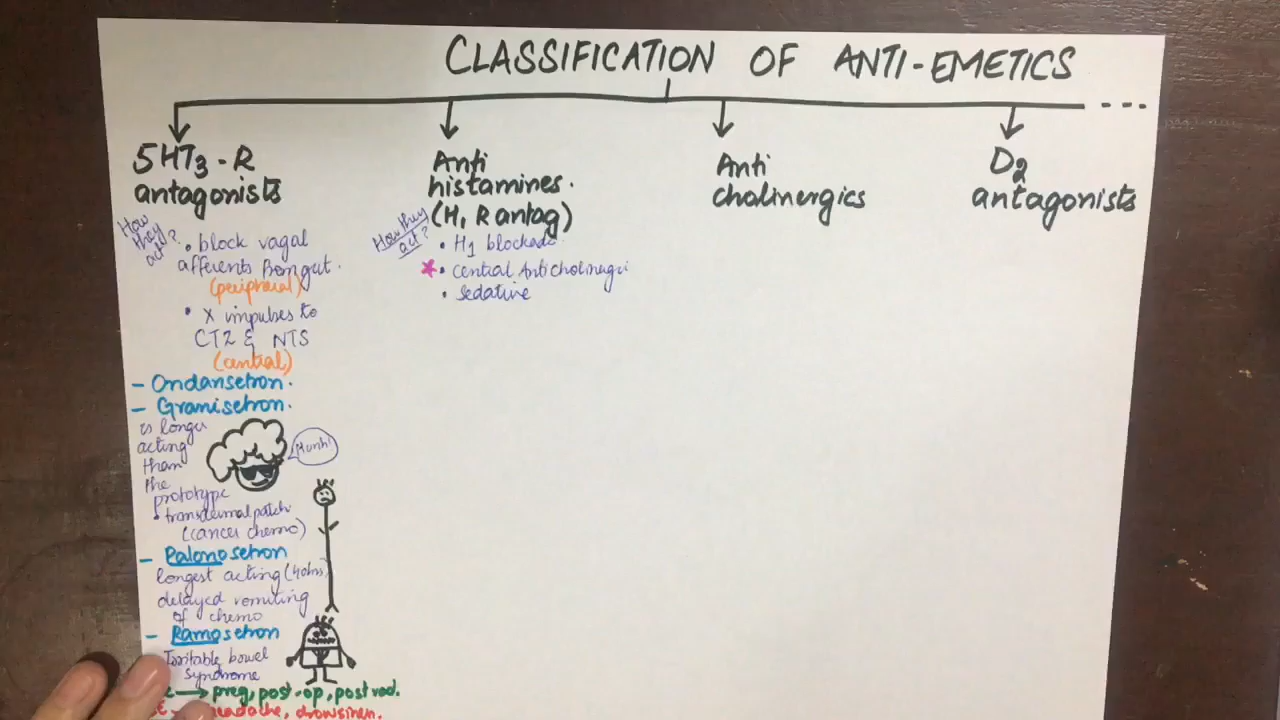 CLASSIFICATION OF ANTI-EMETICS
5HT3-R
antagonists
How
they
act?
• block vagal
afferents from gut.
(peripheral)
• X impulses to
CTZ & NTS
(central)
- Ondansetron.
- Granisetron.
is longer
acting
than
the
prototype
• transdermal patch
(cancer chemo)
- Palonosetron
longest acting (40hrs)
delayed vomiting
of chemo
- Ramosetron
Irritable bowel
syndrome
→ preg, post-op, post rad.
headache, drowsiness.
Anti
histamines.
(H1 R antag)
How they
act?
• H1 blockade
• central Anticholinergi
• sedative
Anti
cholinergics
D2
antagonists